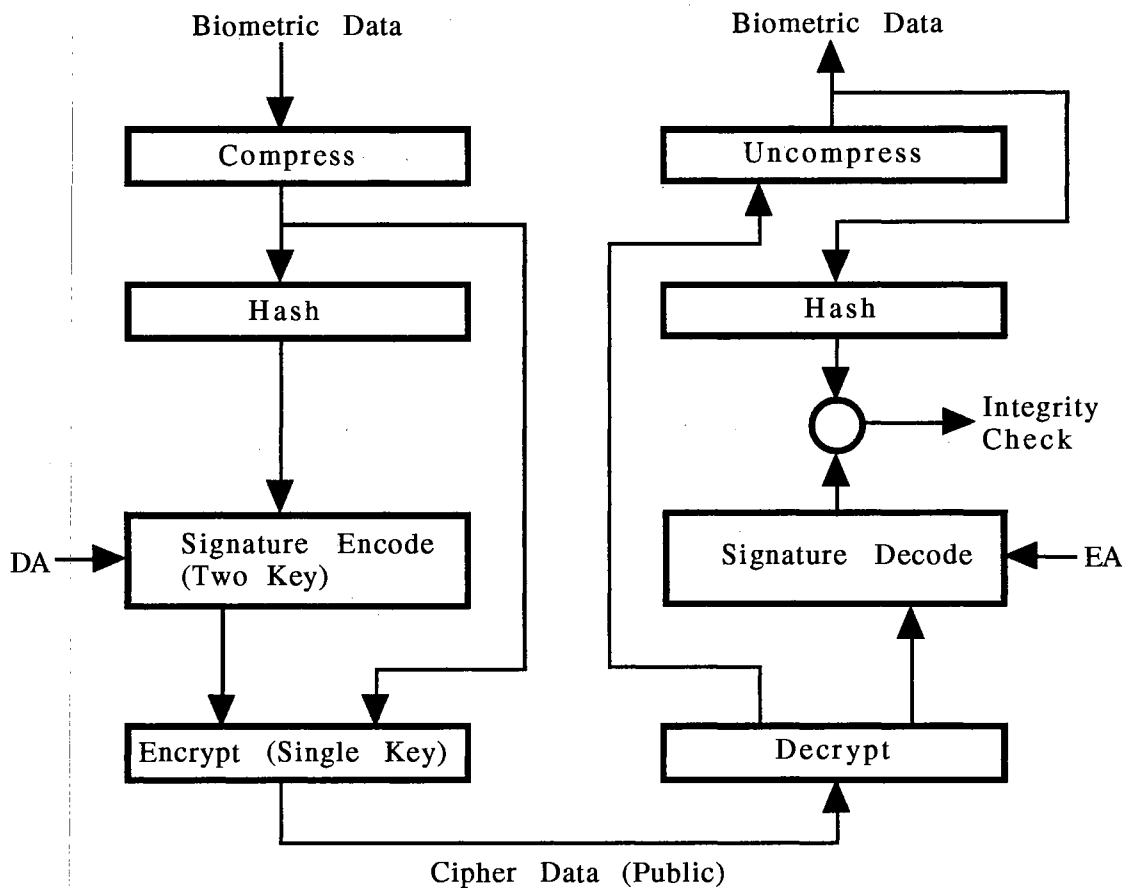 Biometric Data
Compress
Hash
DA
Signature Encode
(Two Key)
Encrypt (Single Key)
Biometric Data
Uncompress
Hash
Integrity
Check
Signature Decode
EA
Decrypt
Cipher Data (Public)